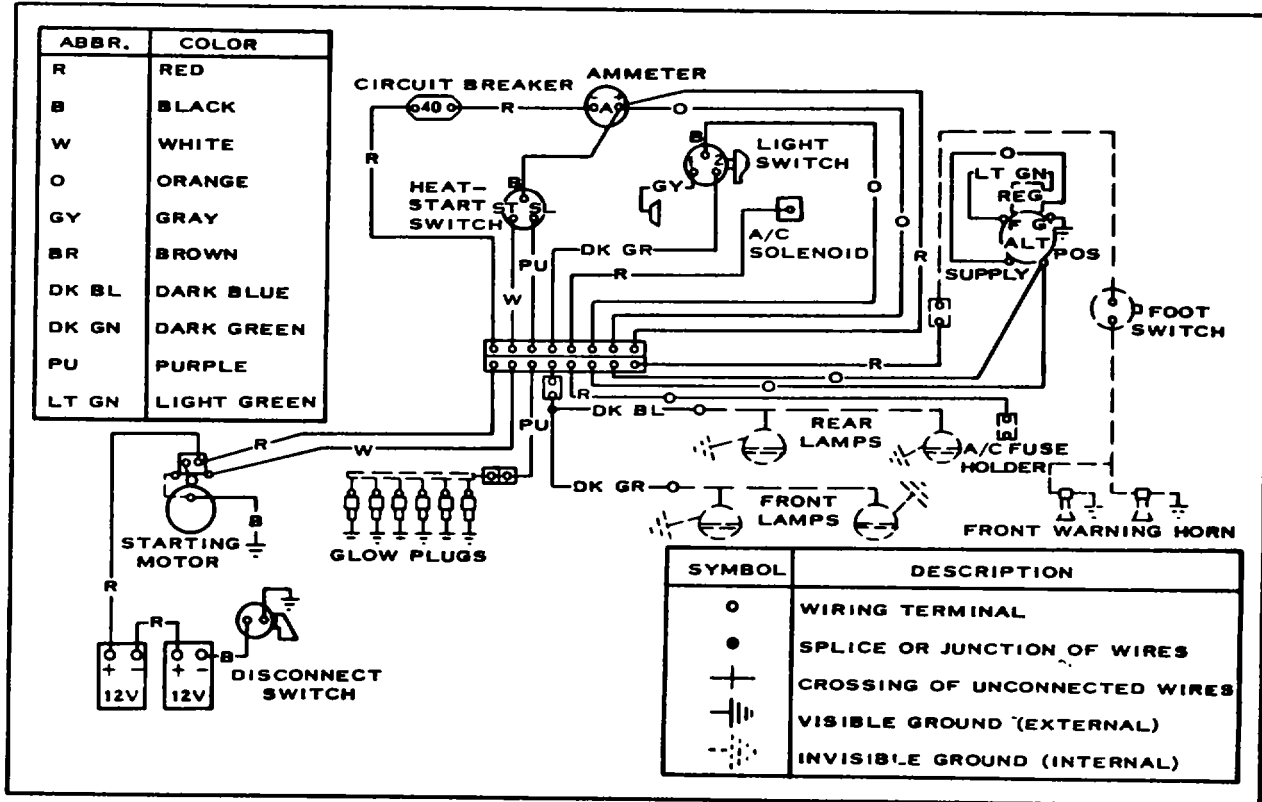 ABBR. COLOR
R RED
B BLACK
W WHITE
O ORANGE
GY GRAY
BR BROWN
DK BL DARK BLUE
DK GN DARK GREEN
PU PURPLE
LT GN LIGHT GREEN
CIRCUIT BREAKER
AMMETER
40
R
- A +
O
R
B
LIGHT
SWITCH
1 2
GY
HEAT-
START
SWITCH
B
ST SL
DK GR
A/C
SOLENOID
R
PU
W
O
O
R
O
LT GN
REG
F G
ALT
SUPPLY
POS
FOOT
SWITCH
R
O
O
R
O
DK BL
REAR
LAMPS
A/C FUSE
HOLDER
PU
R
W
DK GR
FRONT
LAMPS
FRONT WARNING HORN
GLOW PLUGS
B
STARTING
MOTOR
R
R
+ -
12V
+ -
12V
B
DISCONNECT
SWITCH
SYMBOL DESCRIPTION
WIRING TERMINAL
SPLICE OR JUNCTION OF WIRES
CROSSING OF UNCONNECTED WIRES
VISIBLE GROUND (EXTERNAL)
INVISIBLE GROUND (INTERNAL)